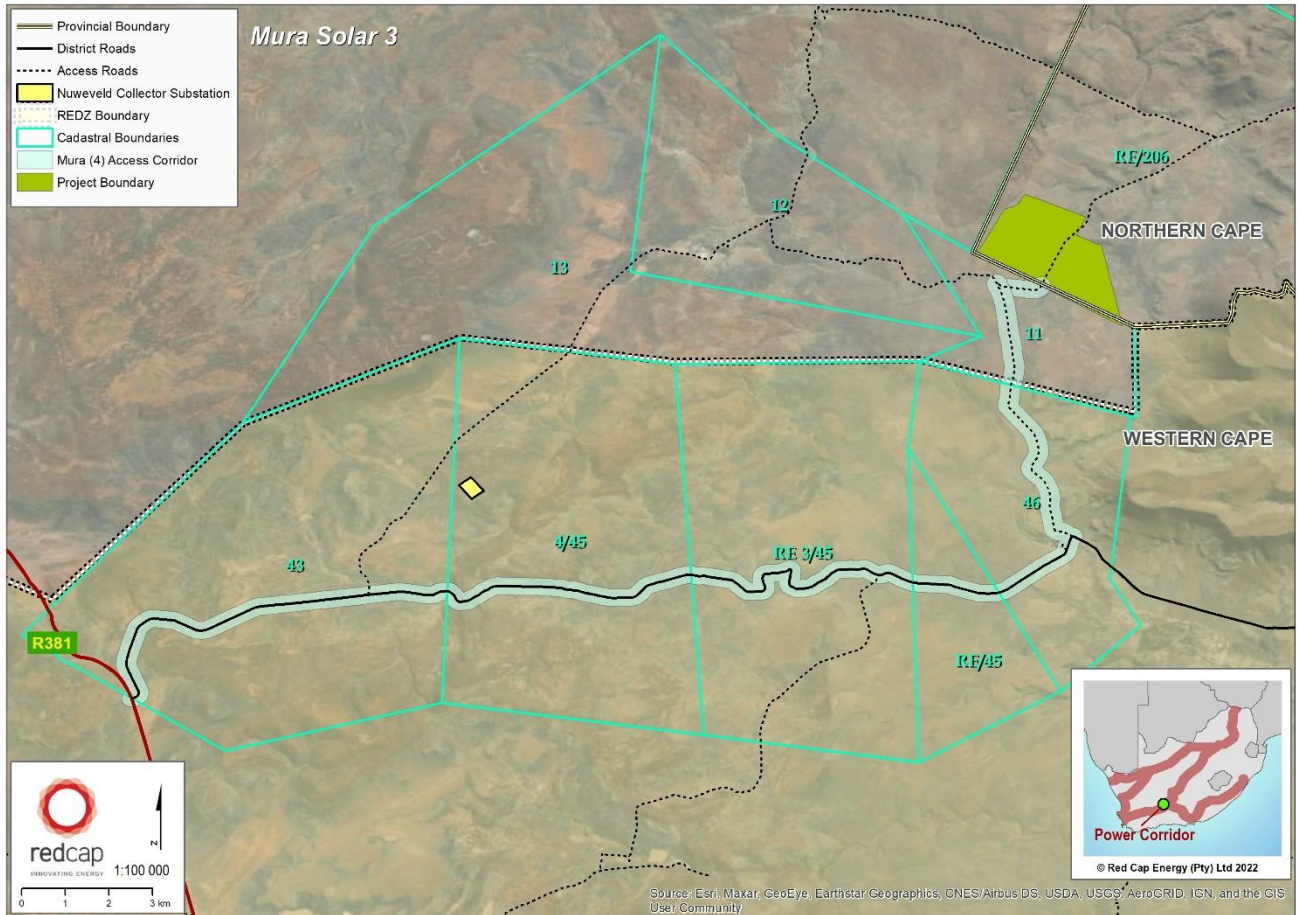 Provincial Boundary
District Roads
Access Roads
Nuweveld Collector Substation
REDZ Boundary
Cadastral Boundaries
Mura (4) Access Corridor
Project Boundary
Mura Solar 3
RE/206
12
NORTHERN CAPE
13
11
WESTERN CAPE
46
4/45
RE 3/45
43
R381
RE/45
redcap
INNOVATING ENERGY
N
1:100 000
0 1 2 3 km
Power Corridor
© Red Cap Energy (Pty) Ltd 2022
Source: Esri, Maxar, GeoEye, Earthstar Geographics, CNES/Airbus DS, USDA, USGS, AeroGRID, IGN, and the GIS
User Community